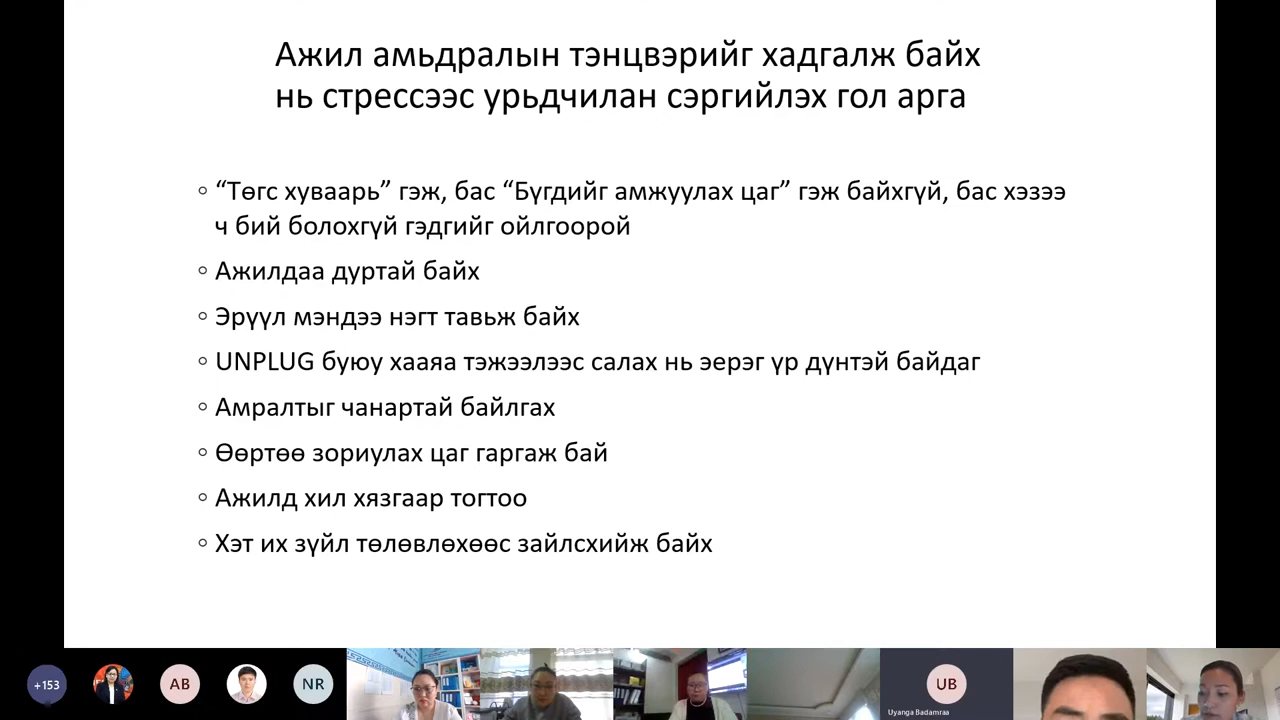 Ажил амьдралын тэнцвэрийг хадгалж байх
нь стрессээс урьдчилан сэргийлэх гол арга
◦ “Төгс хуваарь” гэж, бас “Бүгдийг амжуулах цаг” гэж байхгүй, бас хэзээ
ч бий болохгүй гэдгийг ойлгоорой
◦ Ажилдаа дуртай байх
◦ Эрүүл мэндээ нэгт тавьж байх
◦ UNPLUG буюу хааяа тэжээлээс салах нь эерэг үр дүнтэй байдаг
◦ Амралтыг чанартай байлгах
◦ Өөртөө зориулах цаг гаргаж бай
◦ Ажилд хил хязгаар тогтоо
◦ Хэт их зүйл төлөвлөхөөс зайлсхийж байх
+153
AB
NR
UB
Uyanga Badamraa